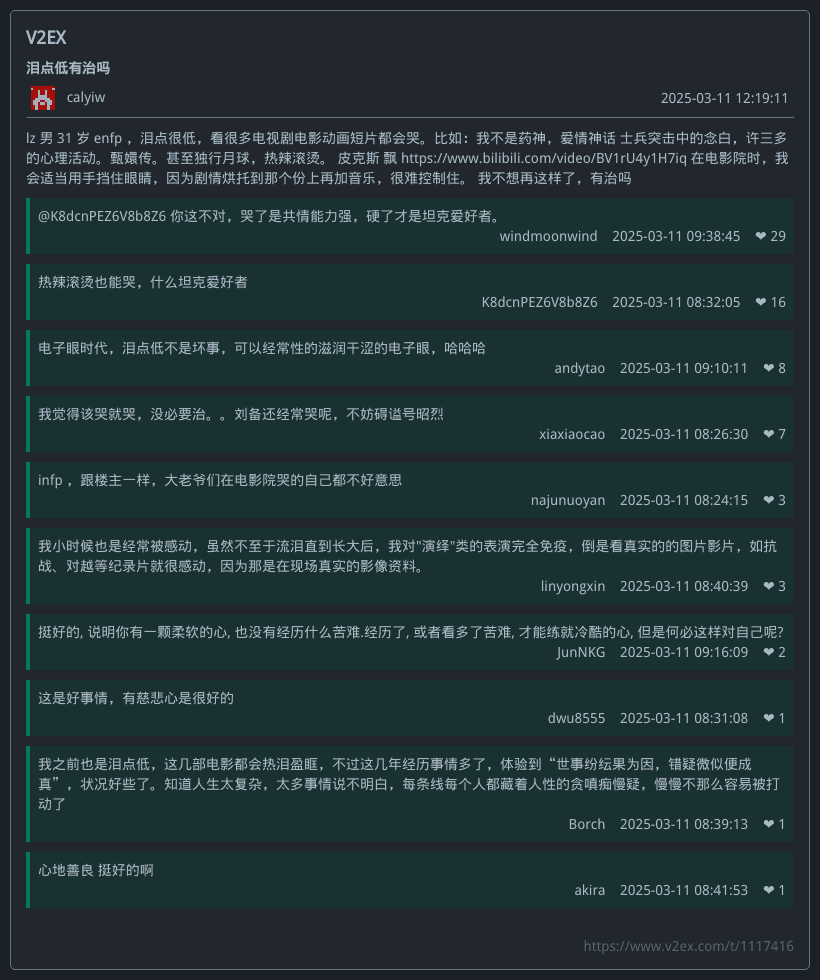 V2EX
泪点低有治吗
calyiw
2025-03-11 12:19:11
lz 男 31 岁 enfp ，泪点很低，看很多电视剧电影动画短片都会哭。比如：我不是药神，爱情神话 士兵突击中的念白，许三多
的心理活动。甄嬛传。甚至独行月球，热辣滚烫。 皮克斯 飘 https://www.bilibili.com/video/BV1rU4y1H7iq 在电影院时，我
会适当用手挡住眼睛，因为剧情烘托到那个份上再加音乐，很难控制住。 我不想再这样了，有治吗
@K8dcnPEZ6V8b8Z6 你这不对，哭了是共情能力强，硬了才是坦克爱好者。
windmoonwind 2025-03-11 09:38:45 ❤ 29
热辣滚烫也能哭，什么坦克爱好者
K8dcnPEZ6V8b8Z6 2025-03-11 08:32:05 ❤ 16
电子眼时代，泪点低不是坏事，可以经常性的滋润干涩的电子眼，哈哈哈
andytao 2025-03-11 09:10:11 ❤ 8
我觉得该哭就哭，没必要治。。刘备还经常哭呢，不妨碍谥号昭烈
xiaxiaocao 2025-03-11 08:26:30 ❤ 7
infp ，跟楼主一样，大老爷们在电影院哭的自己都不好意思
najunuoyan 2025-03-11 08:24:15 ❤ 3
我小时候也是经常被感动，虽然不至于流泪直到长大后，我对"演绎"类的表演完全免疫，倒是看真实的的图片影片，如抗
战、对越等纪录片就很感动，因为那是在现场真实的影像资料。
linyongxin 2025-03-11 08:40:39 ❤ 3
挺好的, 说明你有一颗柔软的心, 也没有经历什么苦难.经历了, 或者看多了苦难, 才能练就冷酷的心, 但是何必这样对自己呢?
JunNKG 2025-03-11 09:16:09 ❤ 2
这是好事情，有慈悲心是很好的
dwu8555 2025-03-11 08:31:08 ❤ 1
我之前也是泪点低，这几部电影都会热泪盈眶，不过这几年经历事情多了，体验到“世事纷纭果为因，错疑微似便成
真”，状况好些了。知道人生太复杂，太多事情说不明白，每条线每个人都藏着人性的贪嗔痴慢疑，慢慢不那么容易被打
动了
Borch 2025-03-11 08:39:13 ❤ 1
心地善良 挺好的啊
akira 2025-03-11 08:41:53 ❤ 1
https://www.v2ex.com/t/1117416